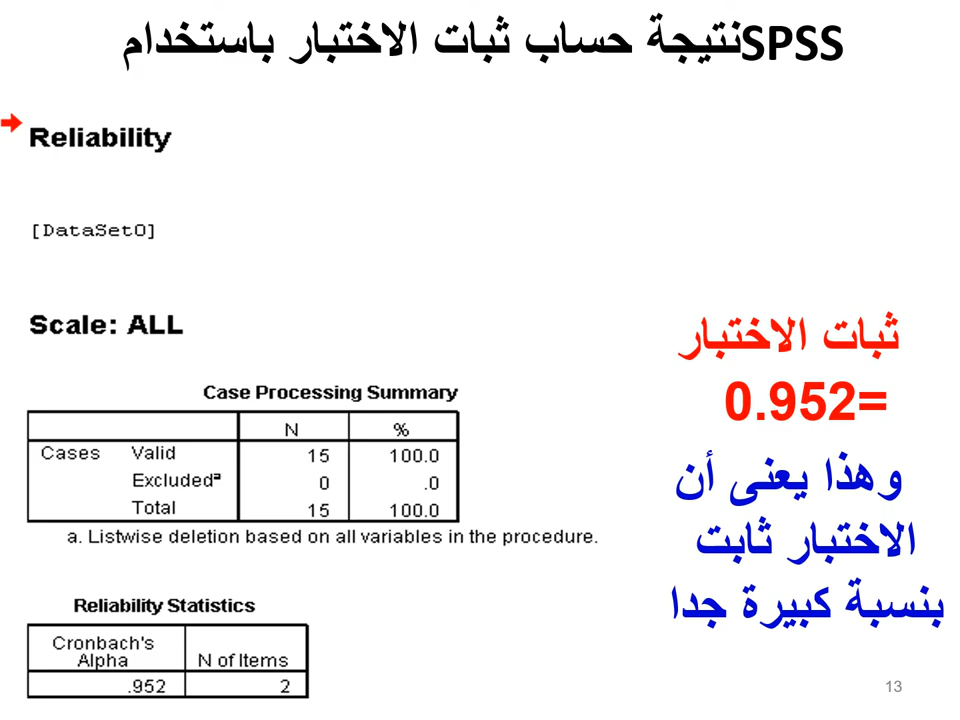 نتيجة حساب ثبات الاختبار باستخدام SPSS
Reliability
[DataSet0]
Scale: ALL
Case Processing Summary
N %
Cases Valid 15 100.0
Excludedª 0 .0
Total 15 100.0
a. Listwise deletion based on all variables in the procedure.
Reliability Statistics
Cronbach's Alpha N of Items
.952 2
ثبات الاختبار
0.952=
وهذا يعنى أن
الاختبار ثابت
بنسبة كبيرة جدا
13